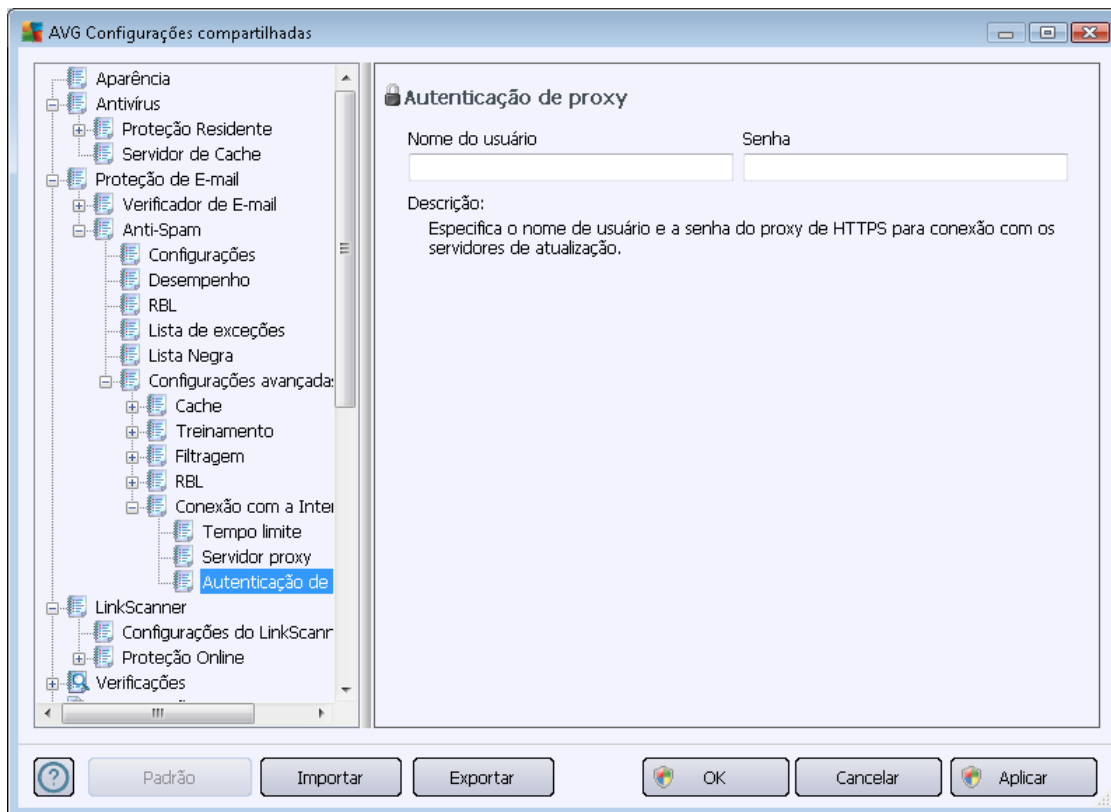 AVG Configurações compartilhadas
Aparência
Antivírus
Proteção Residente
Servidor de Cache
Proteção de E-mail
Verificador de E-mail
Anti-Spam
Configurações
Desempenho
RBL
Lista de exceções
Lista Negra
Configurações avançadas
Cache
Treinamento
Filtragem
RBL
Conexão com a Inter
Tempo limite
Servidor proxy
Autenticação de
LinkScanner
Configurações do LinkScanr
Proteção Online
Verificações
Autenticação de proxy
Nome do usuário Senha
Descrição:
Especifica o nome de usuário e a senha do proxy de HTTPS para conexão com os
servidores de atualização.
Padrão Importar Exportar OK Cancelar Aplicar